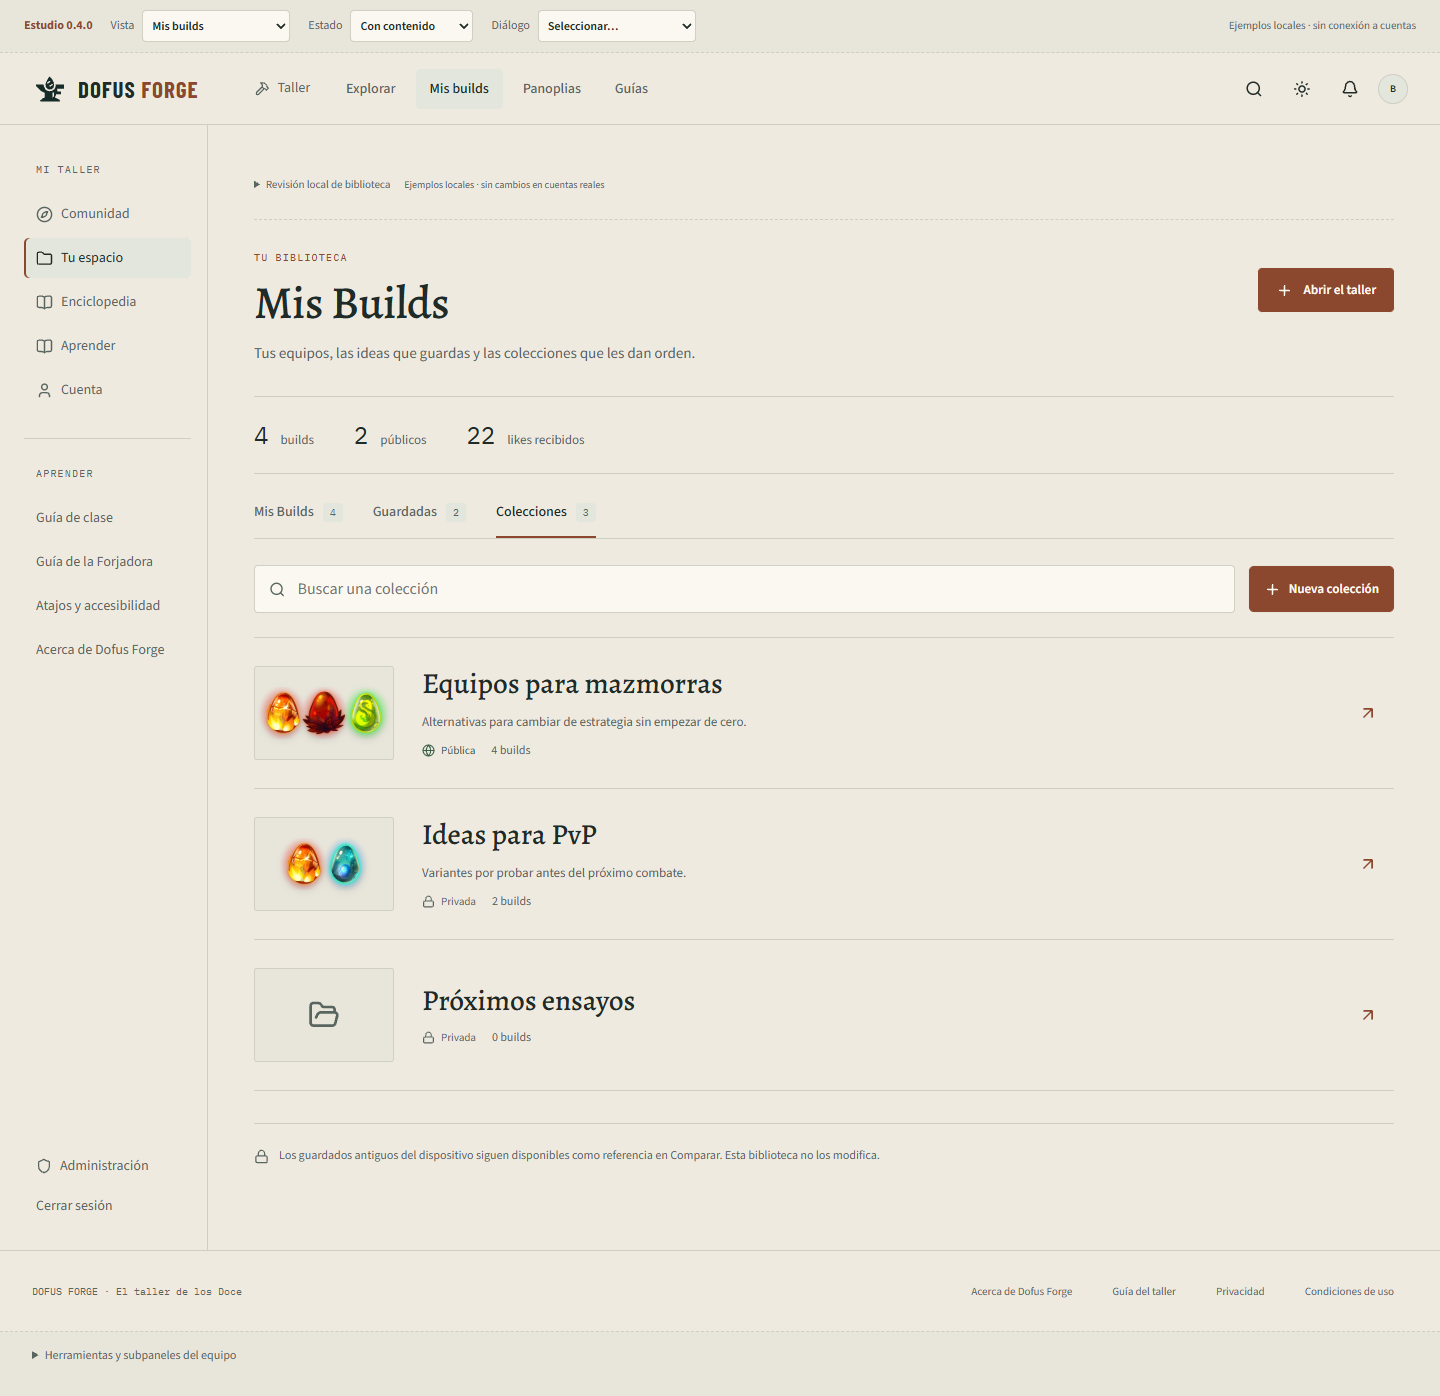 Estudio 0.4.0 Vista Mis builds Estado Con contenido Diálogo Seleccionar... Ejemplos locales · sin conexión a cuentas
DOFUS FORGE Taller Explorar Mis builds Panoplias Guías B
MI TALLER
Comunidad
Tu espacio
Enciclopedia
Aprender
Cuenta
APRENDER
Guía de clase
Guía de la Forjadora
Atajos y accesibilidad
Acerca de Dofus Forge
Administración
Cerrar sesión
Revisión local de biblioteca Ejemplos locales · sin cambios en cuentas reales
TU BIBLIOTECA
Mis Builds
Abrir el taller
Tus equipos, las ideas que guardas y las colecciones que les dan orden.
4 builds 2 públicos 22 likes recibidos
Mis Builds 4 Guardadas 2 Colecciones 3
Buscar una colección Nueva colección
Equipos para mazmorras
Alternativas para cambiar de estrategia sin empezar de cero.
Pública 4 builds
Ideas para PvP
Variantes por probar antes del próximo combate.
Privada 2 builds
Próximos ensayos
Privada 0 builds
Los guardados antiguos del dispositivo siguen disponibles como referencia en Comparar. Esta biblioteca no los modifica.
DOFUS FORGE · El taller de los Doce Acerca de Dofus Forge Guía del taller Privacidad Condiciones de uso
Herramientas y subpaneles del equipo